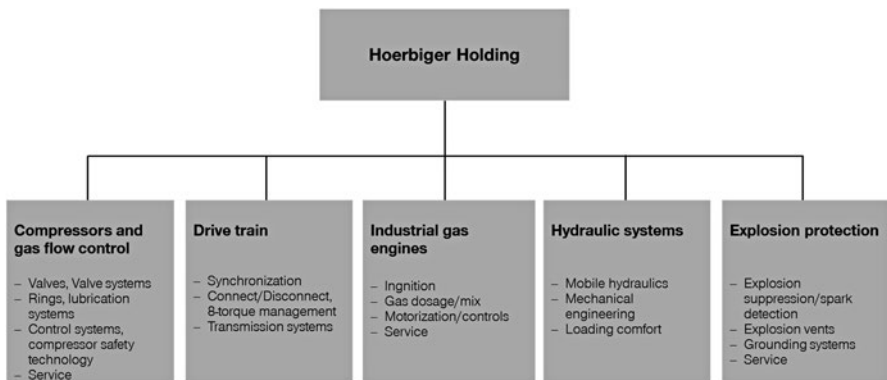 Hoerbiger Holding
Compressors and
gas flow control
– Valves, Valve systems
– Rings, lubrication
systems
– Control systems,
compressor safety
technology
– Service
Drive train
– Synchronization
– Connect/Disconnect,
8-torque management
– Transmission systems
Industrial gas
engines
– Ingnition
– Gas dosage/mix
– Motorization/controls
– Service
Hydraulic systems
– Mobile hydraulics
– Mechanical
engineering
– Loading comfort
Explosion protection
– Explosion
suppression/spark
detection
– Explosion vents
– Grounding systems
– Service